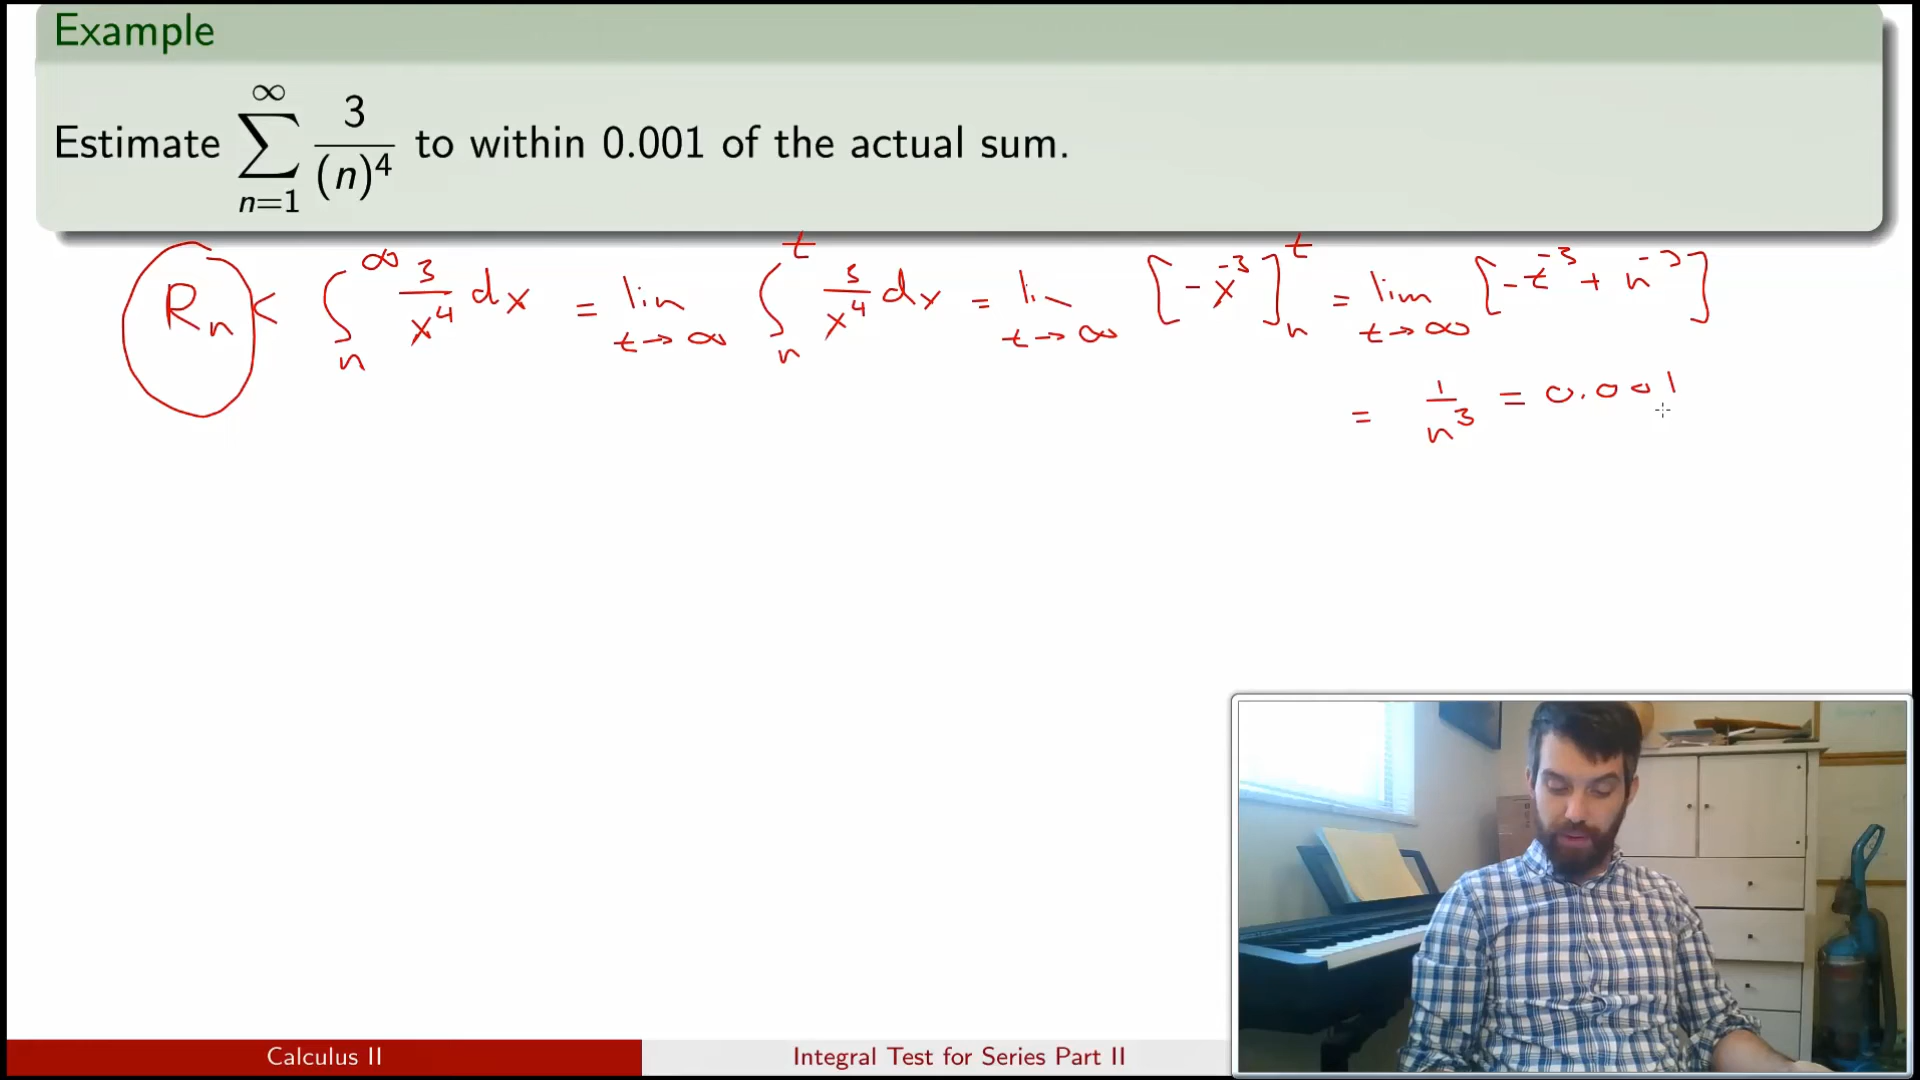 Example
Estimate ∑_{n=1}^{∞} 3/(n)^4 to within 0.001 of the actual sum.
R_n < ∫_n^∞ 3/x^4 dx = lim_{t→∞} ∫_n^t 3/x^4 dx = lim_{t→∞} [-x^{-3}]_n^t = lim_{t→∞} [-t^{-3} + n^{-3}]
= 1/n^3 = 0.001
Calculus II
Integral Test for Series Part II